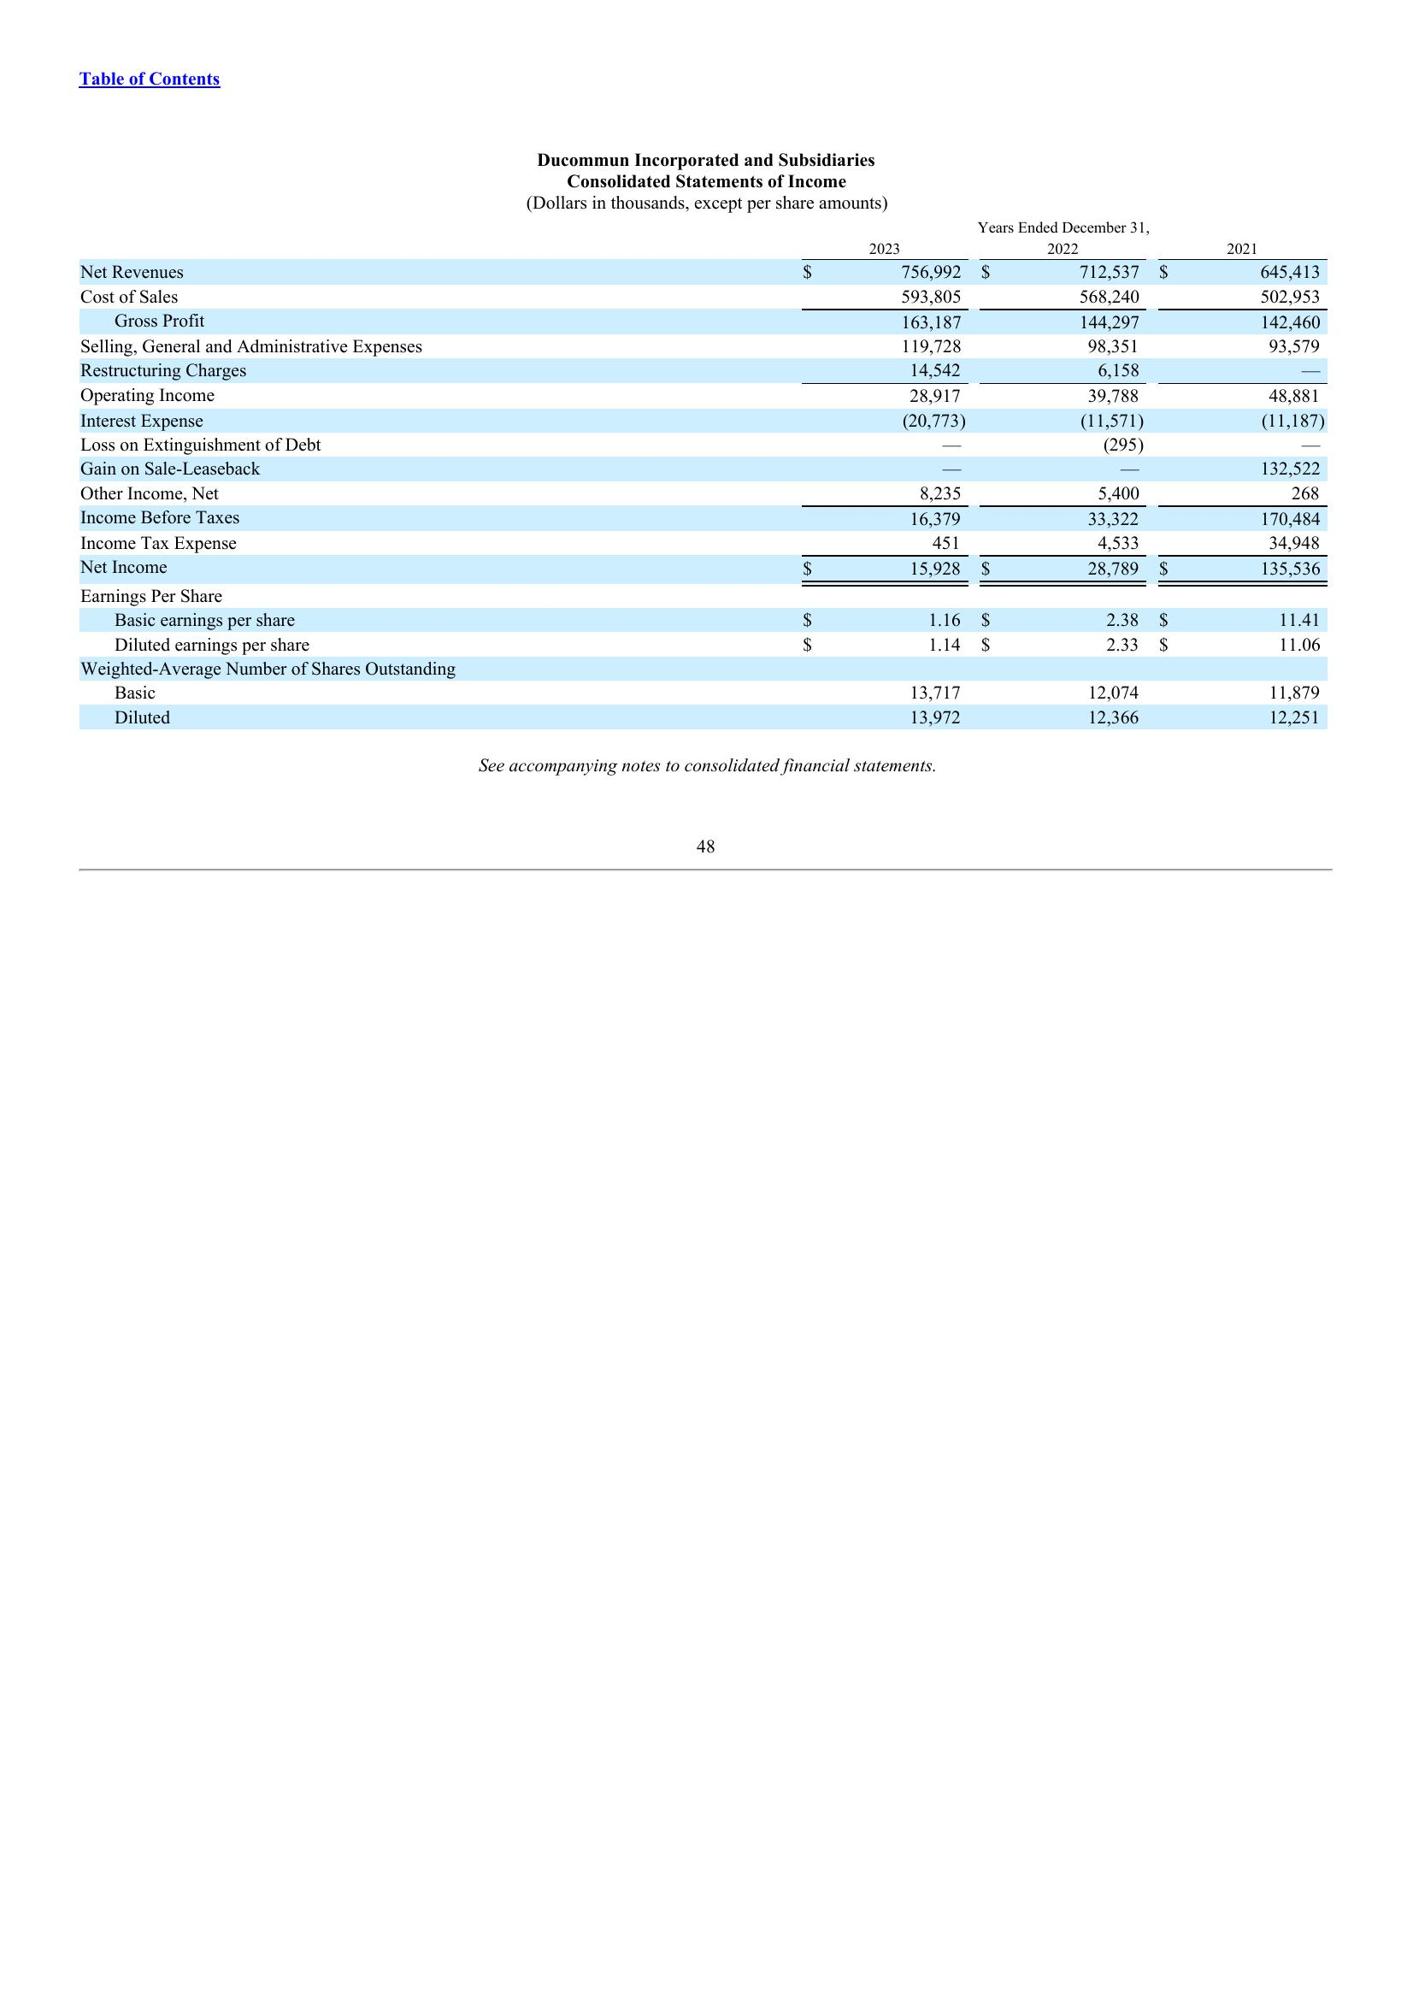 Table of Contents
Ducommun Incorporated and Subsidiaries
Consolidated Statements of Income
(Dollars in thousands, except per share amounts)
Years Ended December 31,
2023 2022 2021
Net Revenues $ 756,992 $ 712,537 $ 645,413
Cost of Sales 593,805 568,240 502,953
Gross Profit 163,187 144,297 142,460
Selling, General and Administrative Expenses 119,728 98,351 93,579
Restructuring Charges 14,542 6,158 —
Operating Income 28,917 39,788 48,881
Interest Expense (20,773) (11,571) (11,187)
Loss on Extinguishment of Debt — (295) —
Gain on Sale-Leaseback — — 132,522
Other Income, Net 8,235 5,400 268
Income Before Taxes 16,379 33,322 170,484
Income Tax Expense 451 4,533 34,948
Net Income $ 15,928 $ 28,789 $ 135,536
Earnings Per Share
Basic earnings per share $ 1.16 $ 2.38 $ 11.41
Diluted earnings per share $ 1.14 $ 2.33 $ 11.06
Weighted-Average Number of Shares Outstanding
Basic 13,717 12,074 11,879
Diluted 13,972 12,366 12,251
See accompanying notes to consolidated financial statements.
48